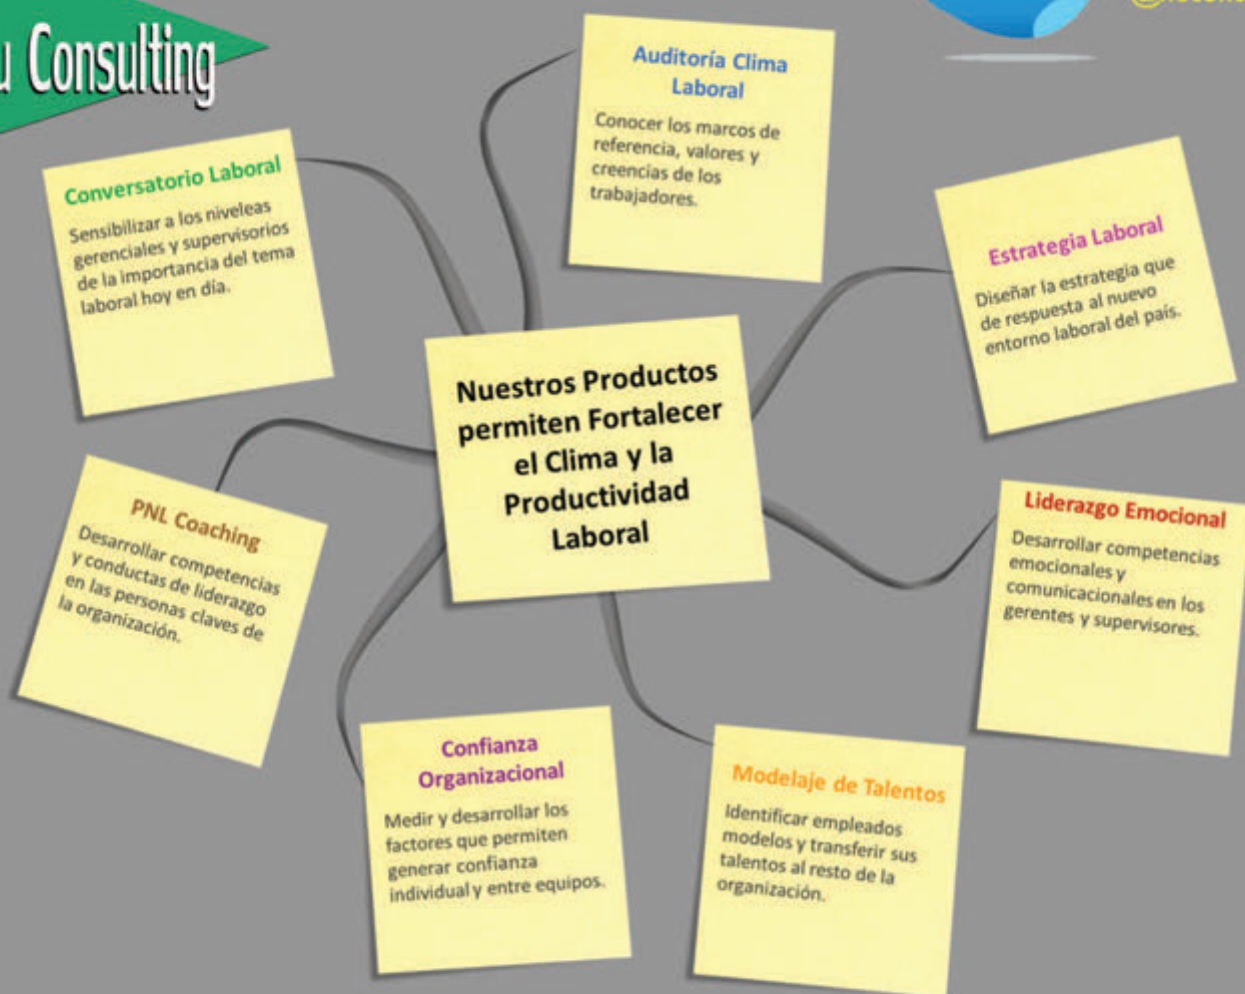 Consulting
Auditoría Clima
Laboral
Conocer los marcos de
referencia, valores y
creencias de los
trabajadores.
Conversatorio Laboral
Sensibilizar a los niveleas
gerenciales y supervisorios
de la importancia del tema
laboral hoy en día.
Estrategia Laboral
Diseñar la estrategia que
de respuesta al nuevo
entorno laboral del país.
Nuestros Productos
permiten Fortalecer
el Clima y la
Productividad
Laboral
PNL Coaching
Desarrollar competencias
y conductas de liderazgo
en las personas claves de
la organización.
Liderazgo Emocional
Desarrollar competencias
emocionales y
comunicacionales en los
gerentes y supervisores.
Confianza
Organizacional
Medir y desarrollar los
factores que permiten
generar confianza
individual y entre equipos.
Modelaje de Talentos
Identificar empleados
modelos y transferir sus
talentos al resto de la
organización.